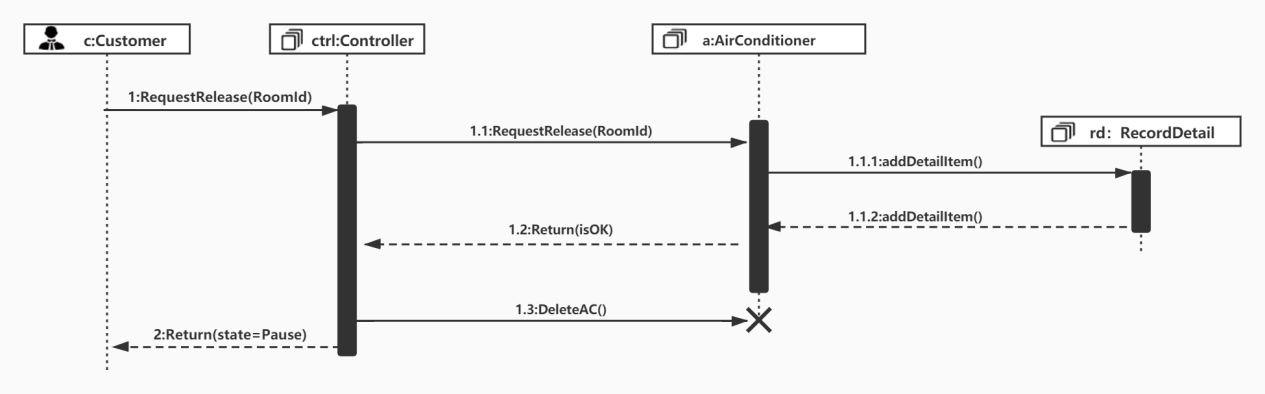 c:Customer
ctrl:Controller
a:AirConditioner
1:RequestRelease(RoomId)
1.1:RequestRelease(RoomId)
rd: RecordDetail
1.1.1:addDetailItem()
1.1.2:addDetailItem()
1.2:Return(isOK)
1.3:DeleteAC()
2:Return(state=Pause)